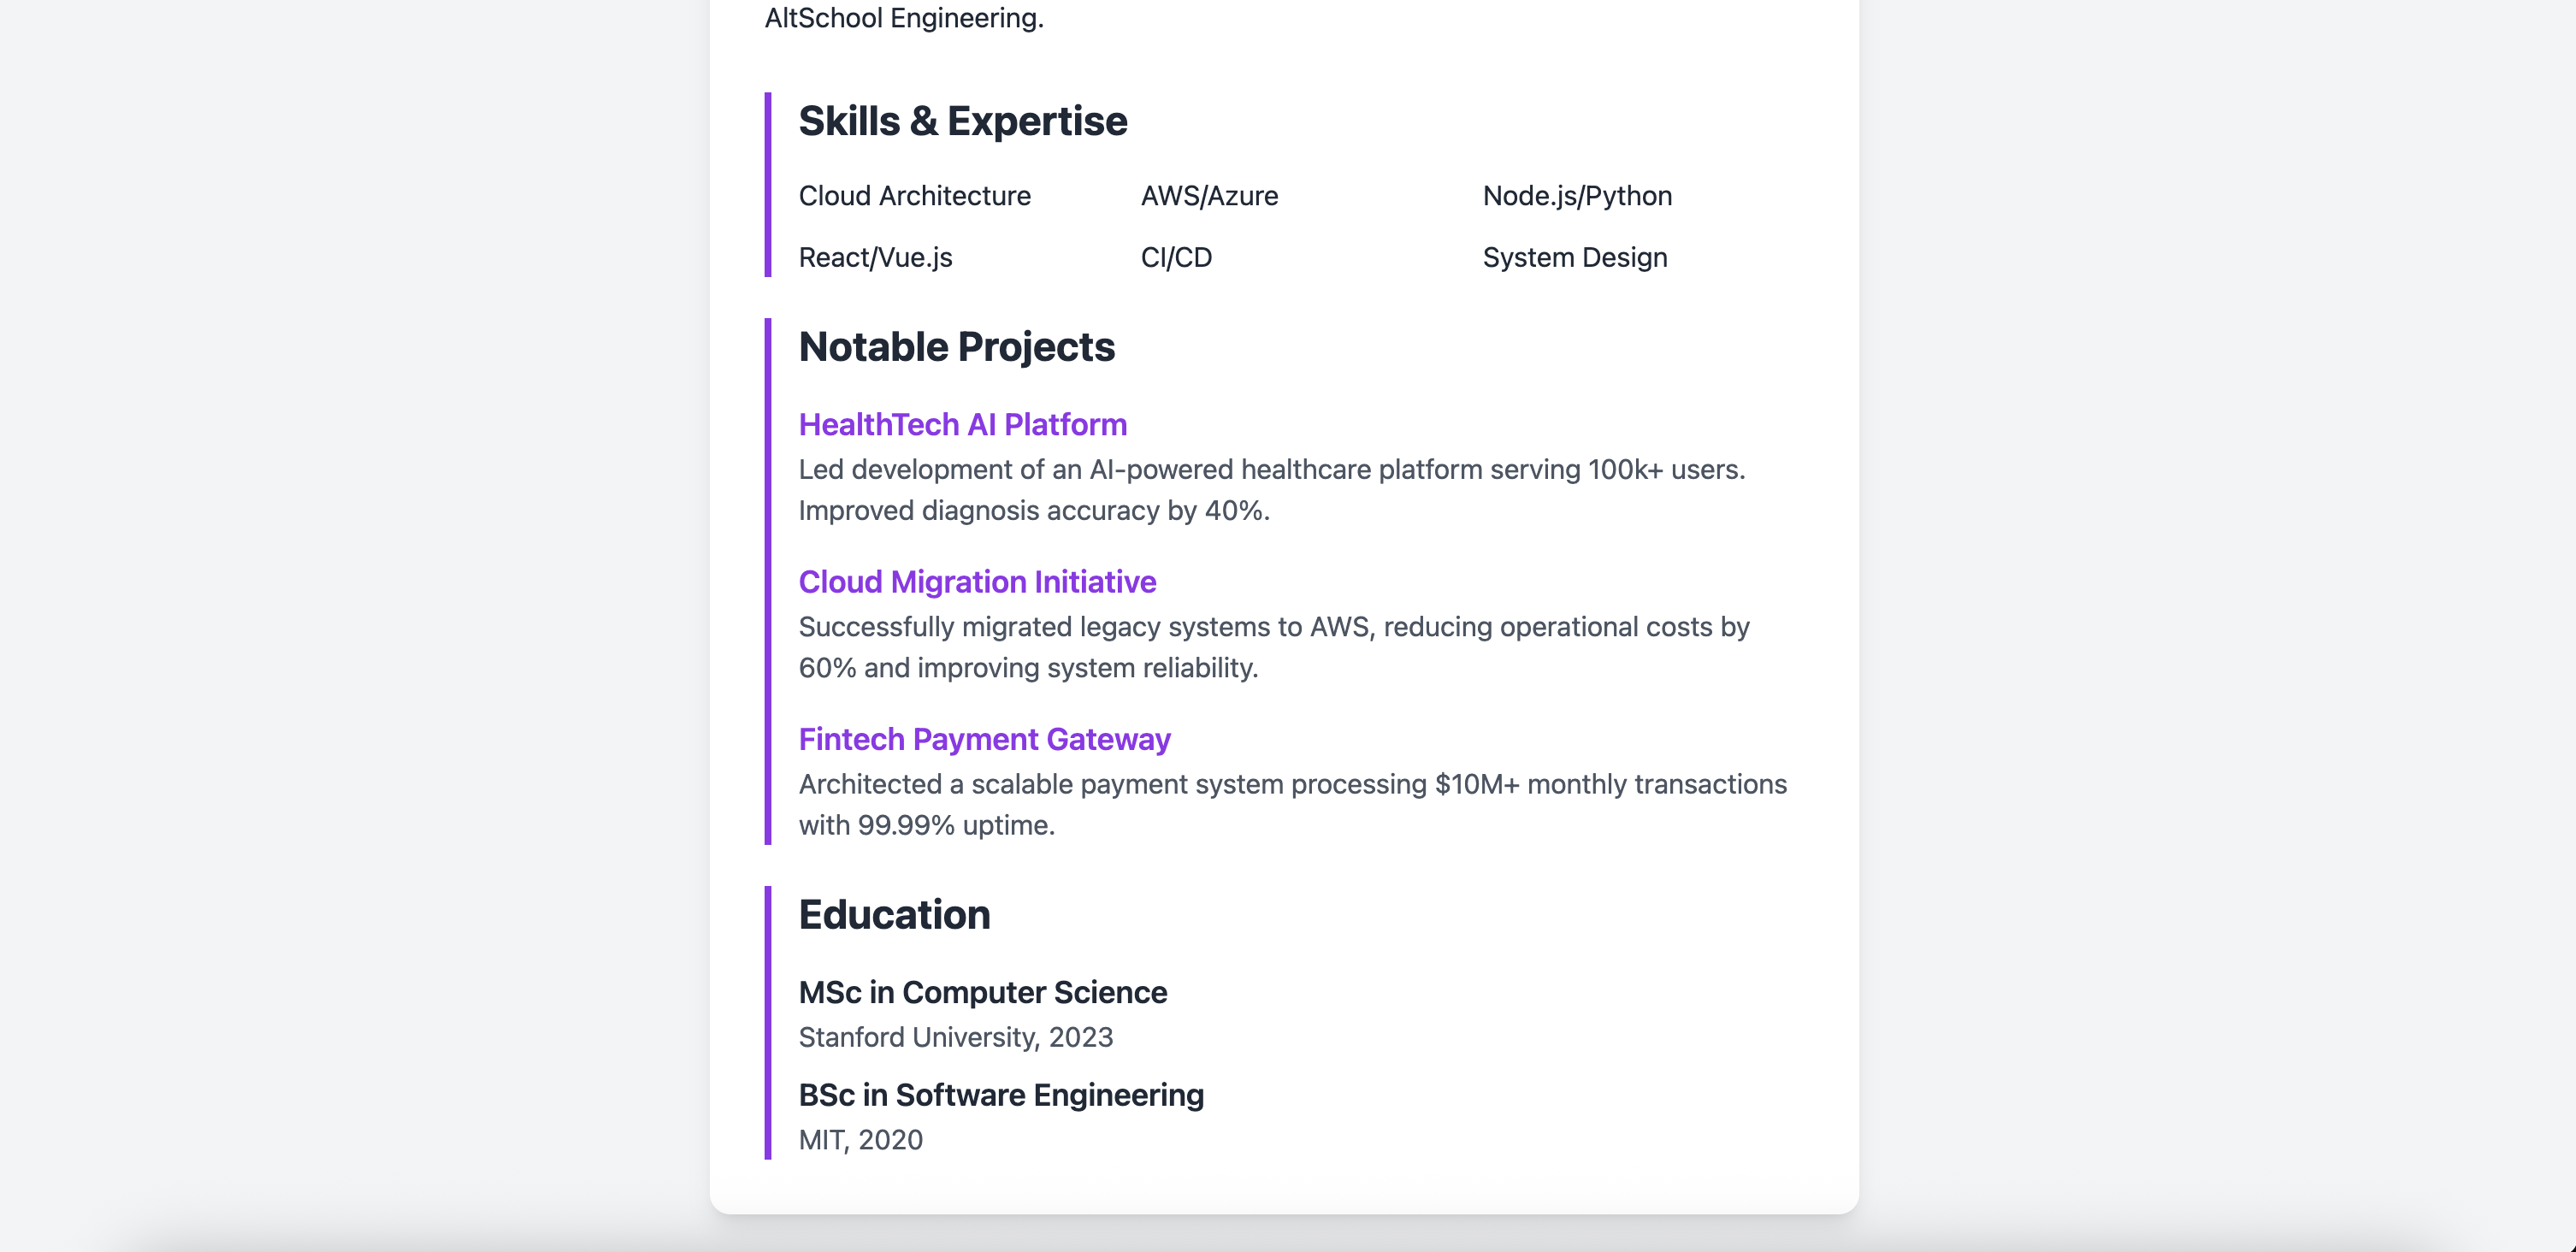 AltSchool Engineering.
Skills & Expertise
Cloud Architecture AWS/Azure Node.js/Python
React/Vue.js CI/CD System Design
Notable Projects
HealthTech AI Platform
Led development of an AI-powered healthcare platform serving 100k+ users.
Improved diagnosis accuracy by 40%.
Cloud Migration Initiative
Successfully migrated legacy systems to AWS, reducing operational costs by
60% and improving system reliability.
Fintech Payment Gateway
Architected a scalable payment system processing $10M+ monthly transactions
with 99.99% uptime.
Education
MSc in Computer Science
Stanford University, 2023
BSc in Software Engineering
MIT, 2020